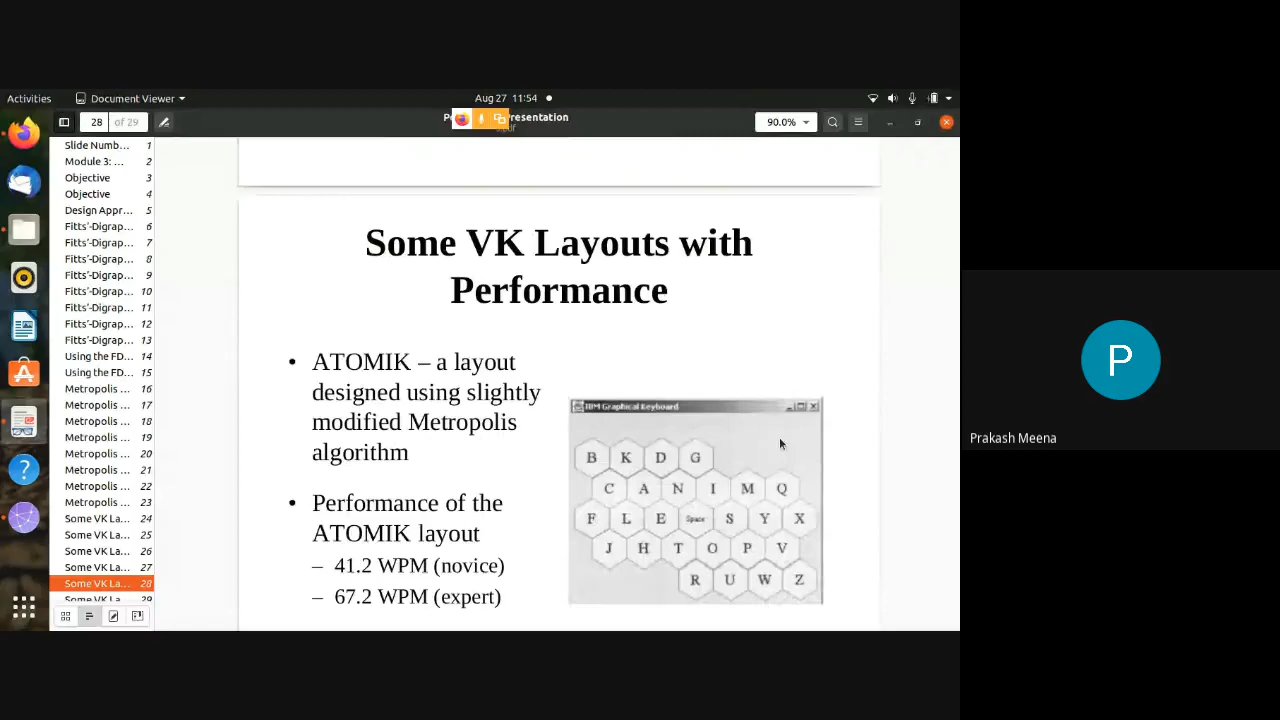 Activities
Document Viewer
Aug 27 11:54
28 of 29
Presentation
90.0%
Slide Numb... 1
Module 3: ... 2
Objective 3
Objective 4
Design Appr... 5
Fitts'-Digrap... 6
Fitts'-Digrap... 7
Fitts'-Digrap... 8
Fitts'-Digrap... 9
Fitts'-Digrap... 10
Fitts'-Digrap... 11
Fitts'-Digrap... 12
Fitts'-Digrap... 13
Using the FD... 14
Using the FD... 15
Metropolis ... 16
Metropolis ... 17
Metropolis ... 18
Metropolis ... 19
Metropolis ... 20
Metropolis ... 21
Metropolis ... 22
Metropolis ... 23
Some VK La... 24
Some VK La... 25
Some VK La... 26
Some VK La... 27
Some VK La... 28
Some VK La... 29
Some VK Layouts with
Performance
• ATOMIK – a layout
designed using slightly
modified Metropolis
algorithm
• Performance of the
ATOMIK layout
– 41.2 WPM (novice)
– 67.2 WPM (expert)
IBM Graphical Keyboard
B K D G
C A N I M Q
F L E Space S Y X
J H T O P V
R U W Z
P
Prakash Meena